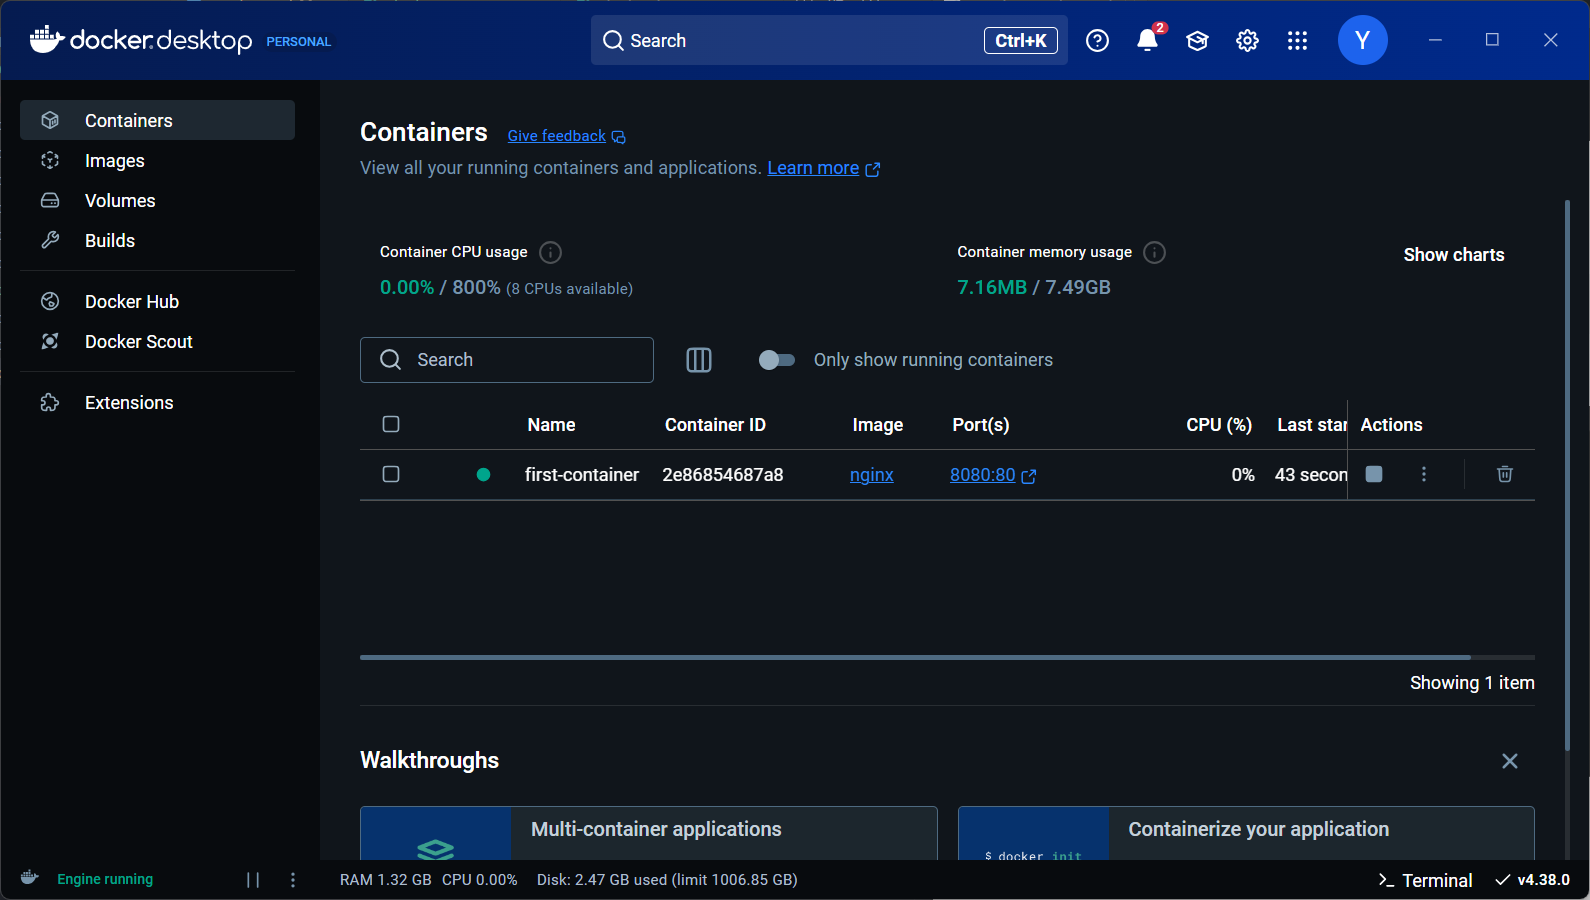 docker.desktop PERSONAL
Search
Ctrl+K
2
Y
Containers
Images
Volumes
Builds
Docker Hub
Docker Scout
Extensions
Containers Give feedback
View all your running containers and applications. Learn more
Container CPU usage
0.00% / 800% (8 CPUs available)
Container memory usage
7.16MB / 7.49GB
Show charts
Search
Only show running containers
Name Container ID Image Port(s) CPU (%) Last star Actions
first-container 2e86854687a8 nginx 8080:80 0% 43 secon
Showing 1 item
Walkthroughs
Multi-container applications
Containerize your application
$ docker init
Engine running
RAM 1.32 GB CPU 0.00% Disk: 2.47 GB used (limit 1006.85 GB)
>_ Terminal
v4.38.0